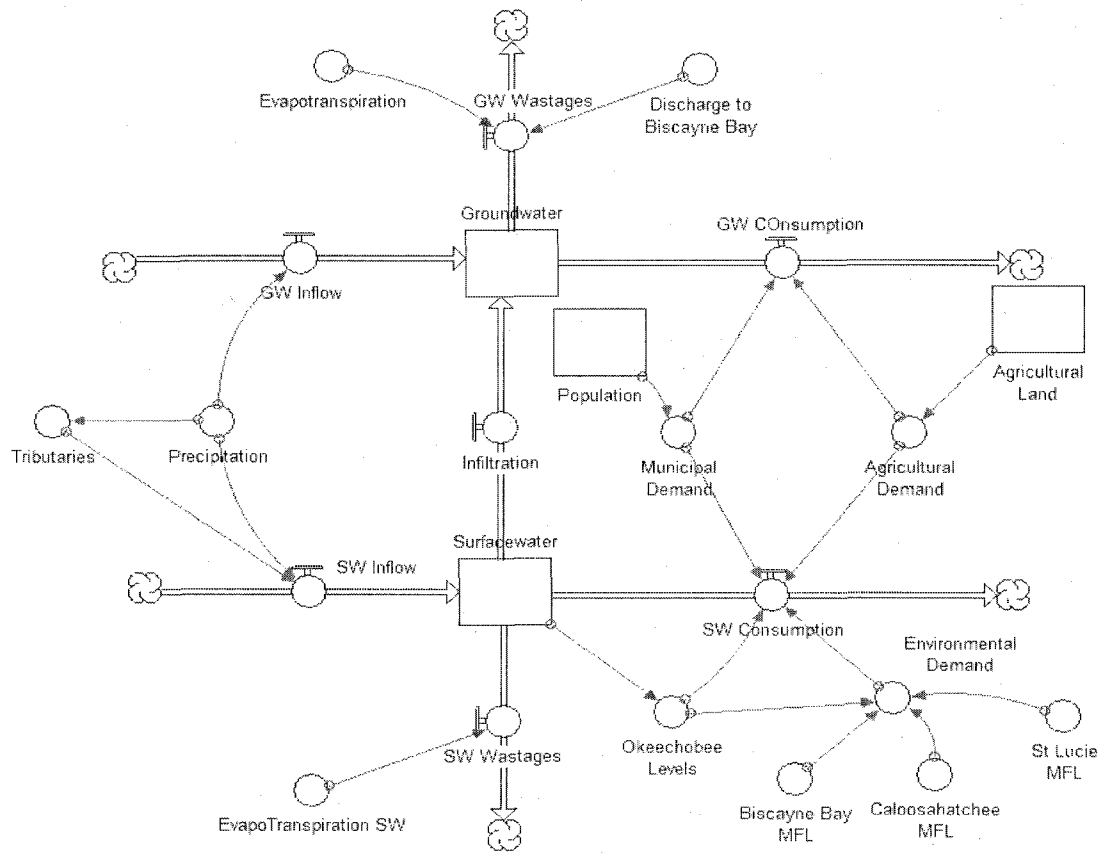 Evapotranspiration
GW Wastages
Discharge to
Biscayne Bay
Groundwater
GW COnsumption
GW Inflow
Population
Agricultural
Land
Tributaries
Precipitation
Infiltration
Municipal
Demand
Agricultural
Demand
Surfacewater
SW Inflow
SW Consumption
Environmental
Demand
SW Wastages
Okeechobee
Levels
St Lucie
MFL
EvapoTranspiration SW
Biscayne Bay
MFL
Caloosahatchee
MFL